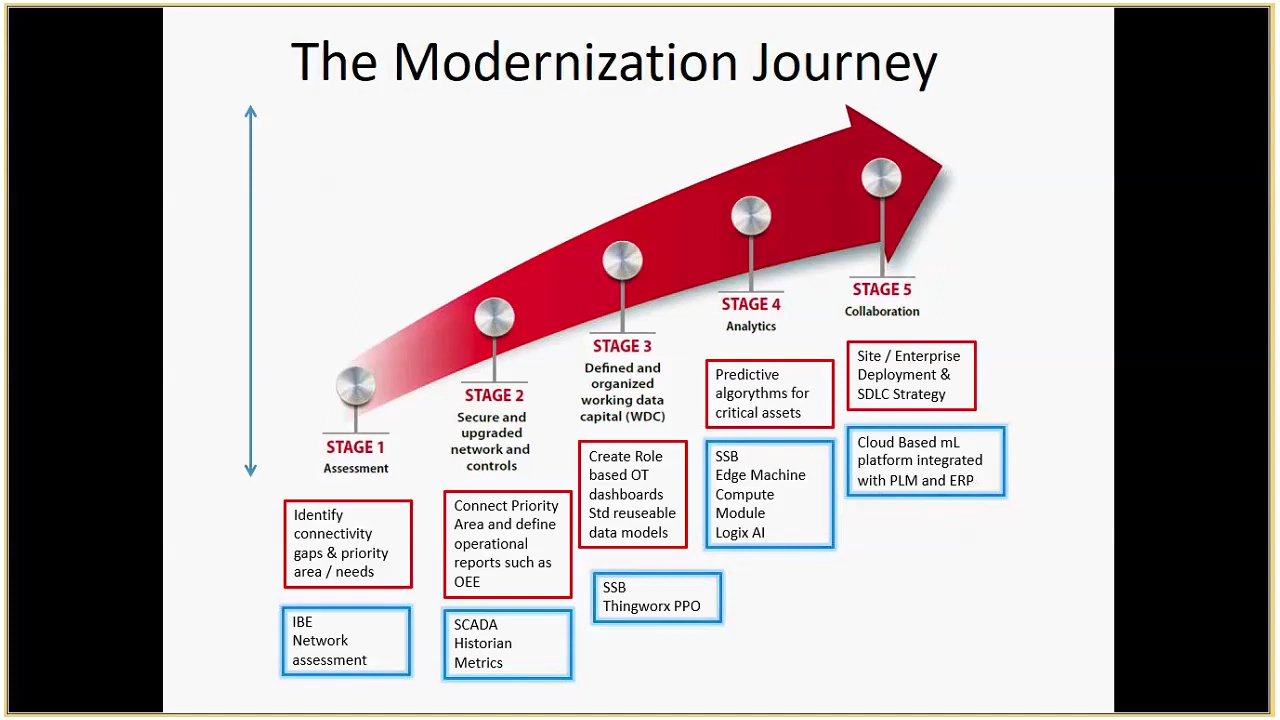 The Modernization Journey
STAGE 1
Assessment
Identify
connectivity
gaps & priority
area / needs
IBE
Network
assessment
STAGE 2
Secure and
upgraded
network and
controls
Connect Priority
Area and define
operational
reports such as
OEE
SCADA
Historian
Metrics
STAGE 3
Defined and
organized
working data
capital (WDC)
Create Role
based OT
dashboards
Std reuseable
data models
SSB
Thingworx PPO
STAGE 4
Analytics
Predictive
algorythms for
critical assets
SSB
Edge Machine
Compute
Module
Logix AI
STAGE 5
Collaboration
Site / Enterprise
Deployment &
SDLC Strategy
Cloud Based mL
platform integrated
with PLM and ERP